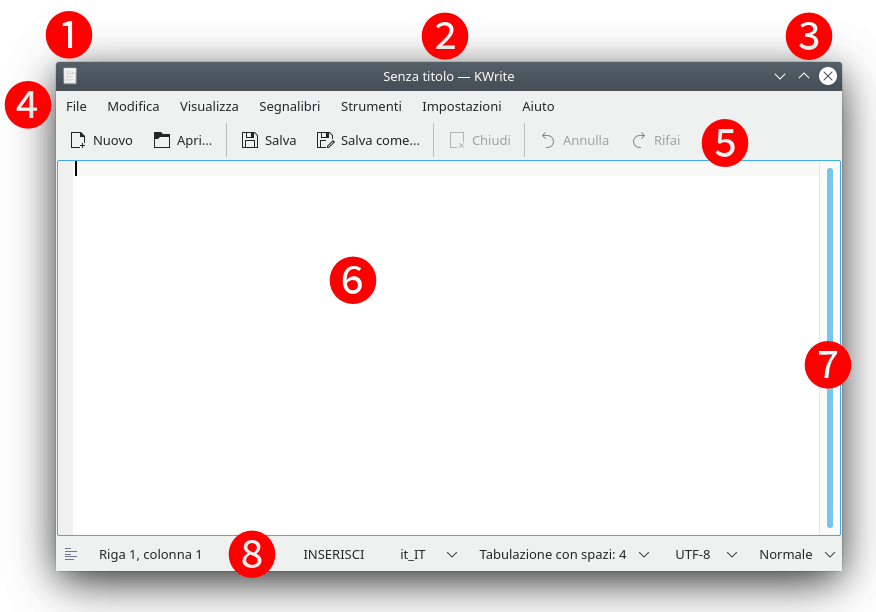 1 2 3
Senza titolo — KWrite
4 File Modifica Visualizza Segnalibri Strumenti Impostazioni Aiuto
Nuovo Apri... Salva Salva come... Chiudi Annulla Rifai 5
6
7
Riga 1, colonna 1 8 INSERISCI it_IT Tabulazione con spazi: 4 UTF-8 Normale